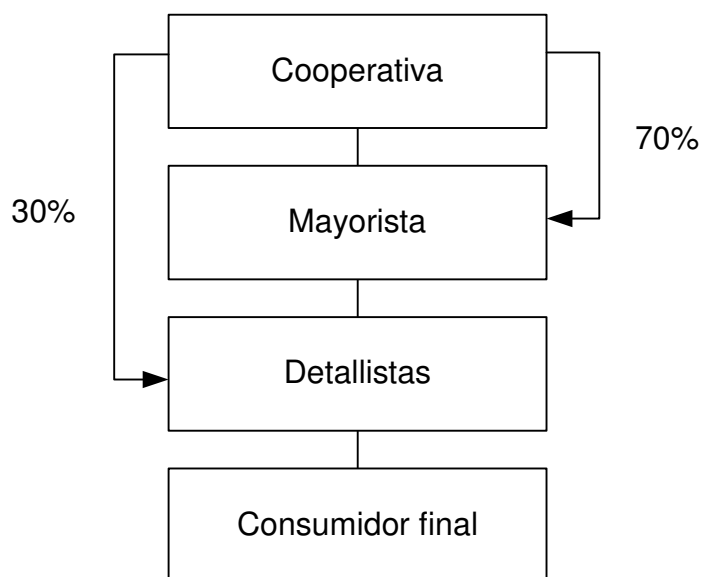 Cooperativa
70%
30%
Mayorista
Detallistas
Consumidor final